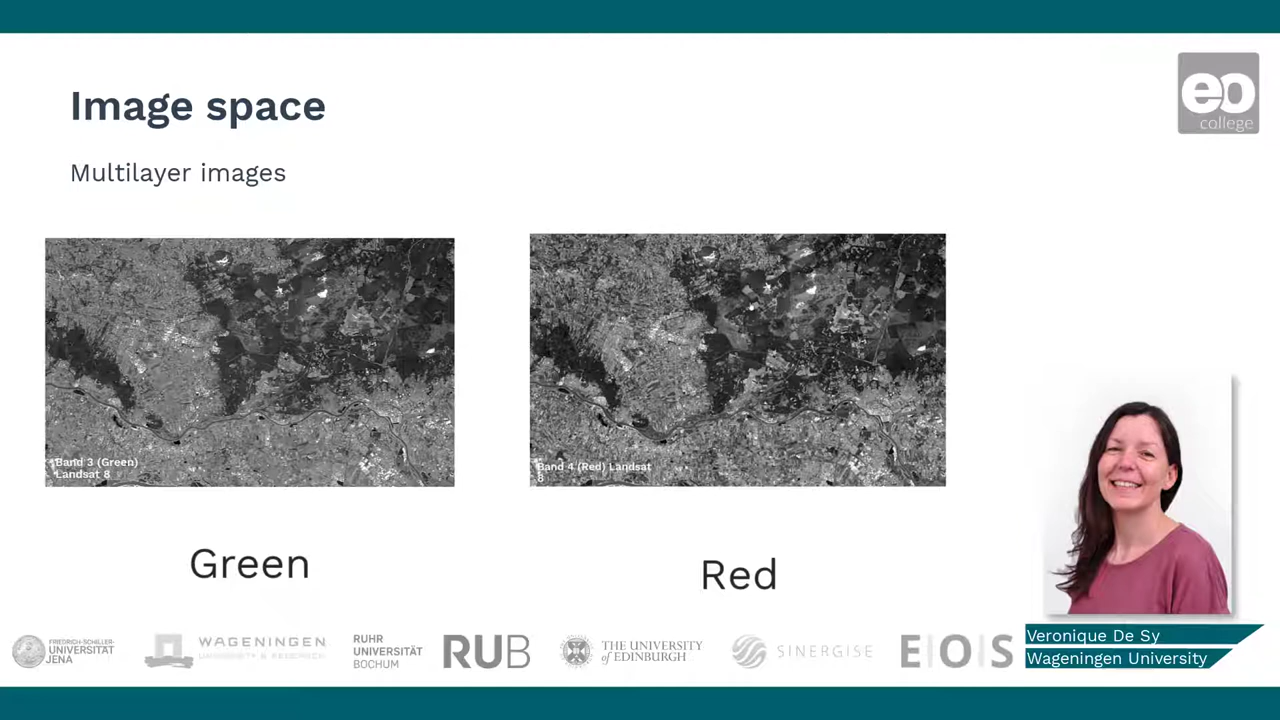 Image space
eo
college
Multilayer images
Band 3 (Green)
Landsat 8
Band 4 (Red) Landsat
8
Green
Red
FRIEDRICH-SCHILLER-
UNIVERSITÄT
JENA
WAGENINGEN
UNIVERSITY & RESEARCH
RUHR
UNIVERSITÄT
BOCHUM
RUB
THE UNIVERSITY
of EDINBURGH
SINERGISE
E|O|S
Veronique De Sy
Wageningen University